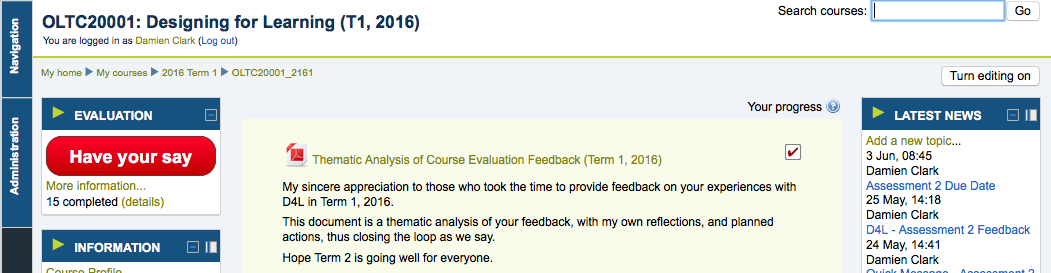 Navigation
Administration
OLTC20001: Designing for Learning (T1, 2016)
You are logged in as Damien Clark (Log out)
Search courses:
Go
My home ▶ My courses ▶ 2016 Term 1 ▶ OLTC20001_2161
Turn editing on
EVALUATION
Have your say
More information...
15 completed (details)
INFORMATION
Course Profile
Your progress
Thematic Analysis of Course Evaluation Feedback (Term 1, 2016)
My sincere appreciation to those who took the time to provide feedback on your experiences with
D4L in Term 1, 2016.
This document is a thematic analysis of your feedback, with my own reflections, and planned
actions, thus closing the loop as we say.
Hope Term 2 is going well for everyone.
LATEST NEWS
Add a new topic...
3 Jun, 08:45
Damien Clark
Assessment 2 Due Date
25 May, 14:18
Damien Clark
D4L - Assessment 2 Feedback
24 May, 14:41
Damien Clark
Quick Message - Assessment 2